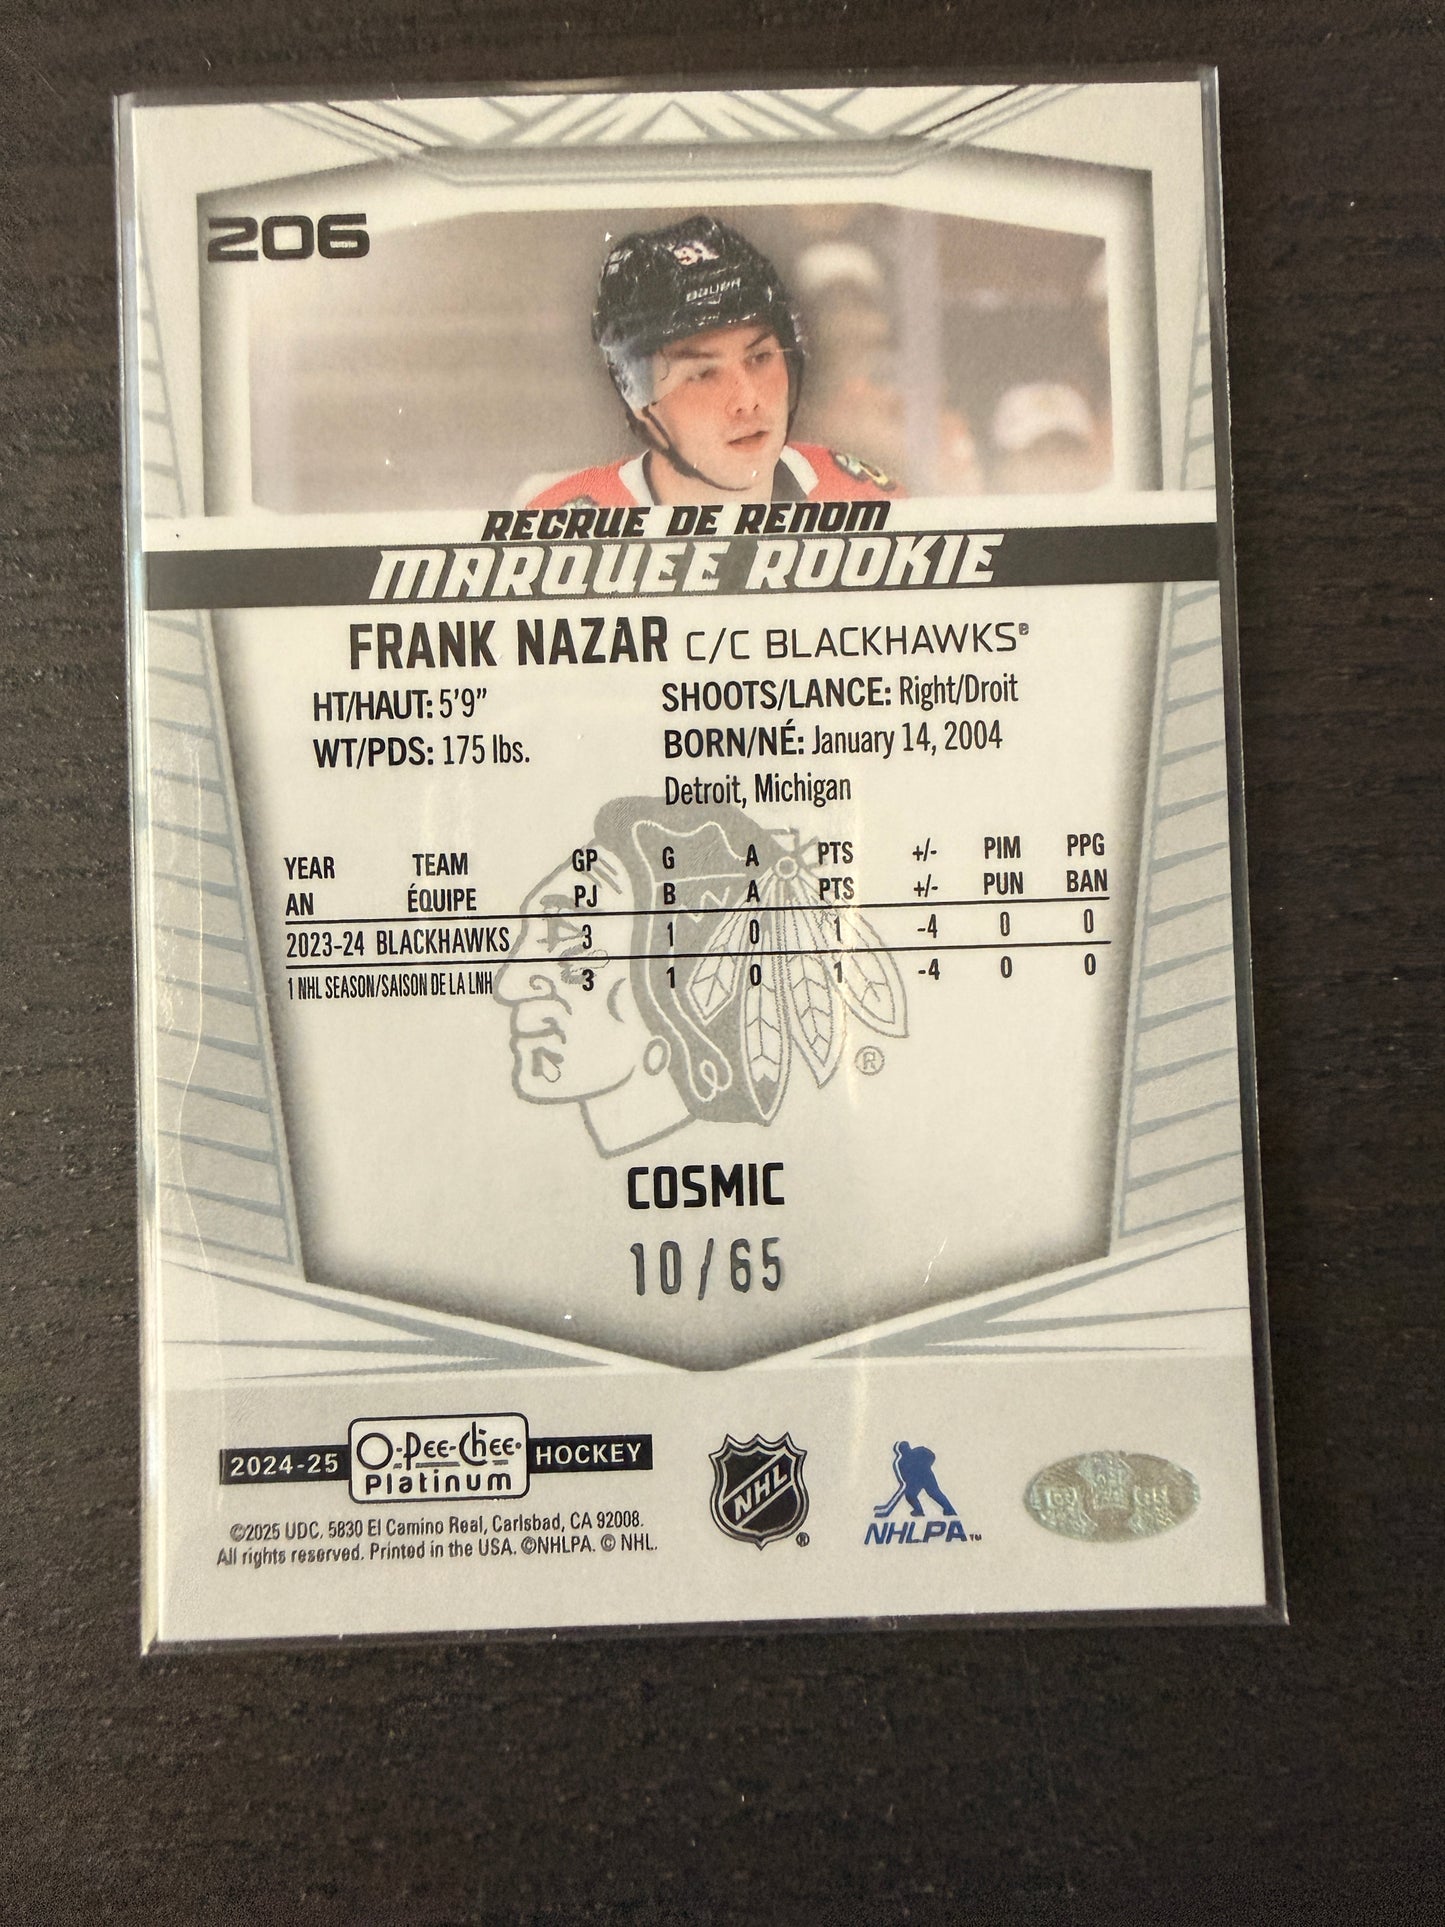 206
BAUER
RECRUE DE RENOM
MARQUEE ROOKIE
FRANK NAZAR C/C BLACKHAWKS®
HT/HAUT: 5'9" SHOOTS/LANCE: Right/Droit
WT/PDS: 175 lbs. BORN/NÉ: January 14, 2004
Detroit, Michigan
YEAR TEAM GP G A PTS +/- PIM PPG
AN ÉQUIPE PJ B A PTS +/- PUN BAN
2023-24 BLACKHAWKS 3 1 0 1 -4 0 0
1 NHL SEASON/SAISON DE LA LNH 3 1 0 1 -4 0 0
®
COSMIC
10/65
2024-25 O-Pee-Chee Platinum HOCKEY
NHL ®
NHLPA™
©2025 UDC, 5830 El Camino Real, Carlsbad, CA 92008.
All rights reserved. Printed in the USA. ©NHLPA. © NHL.